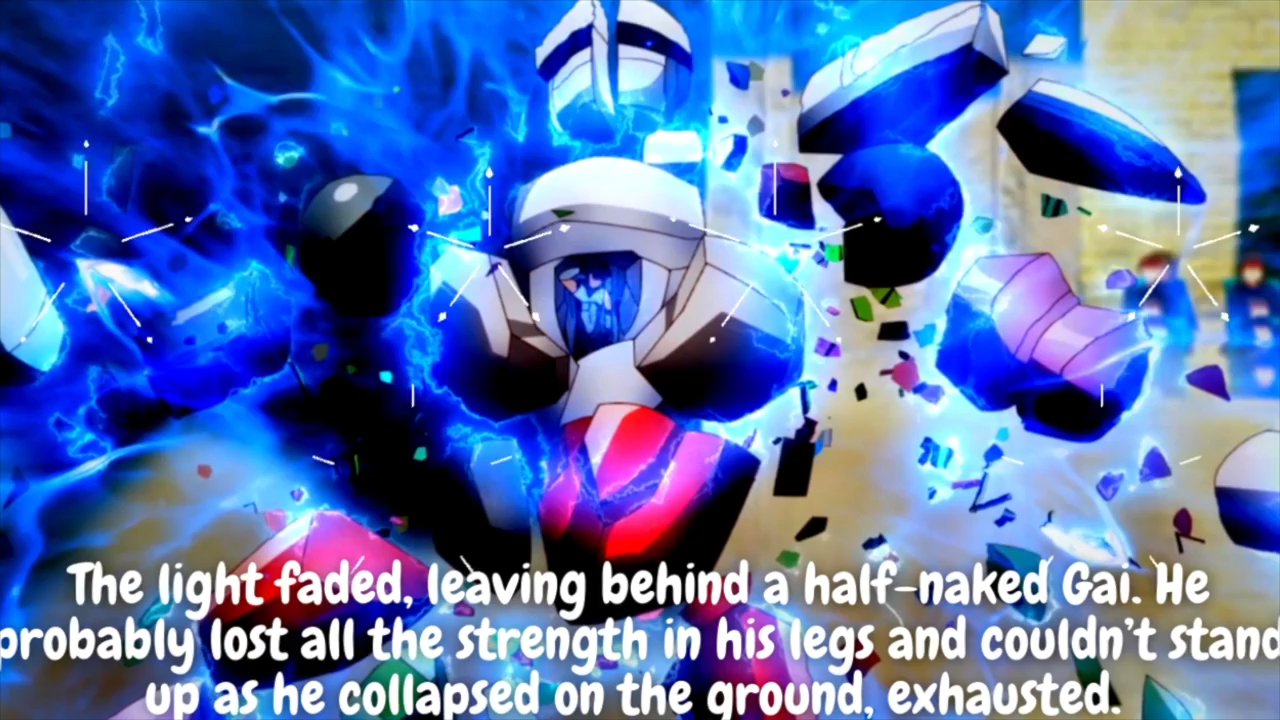 The light faded, leaving behind a half-naked Gai. He
probably lost all the strength in his legs and couldn't stand
up as he collapsed on the ground, exhausted.